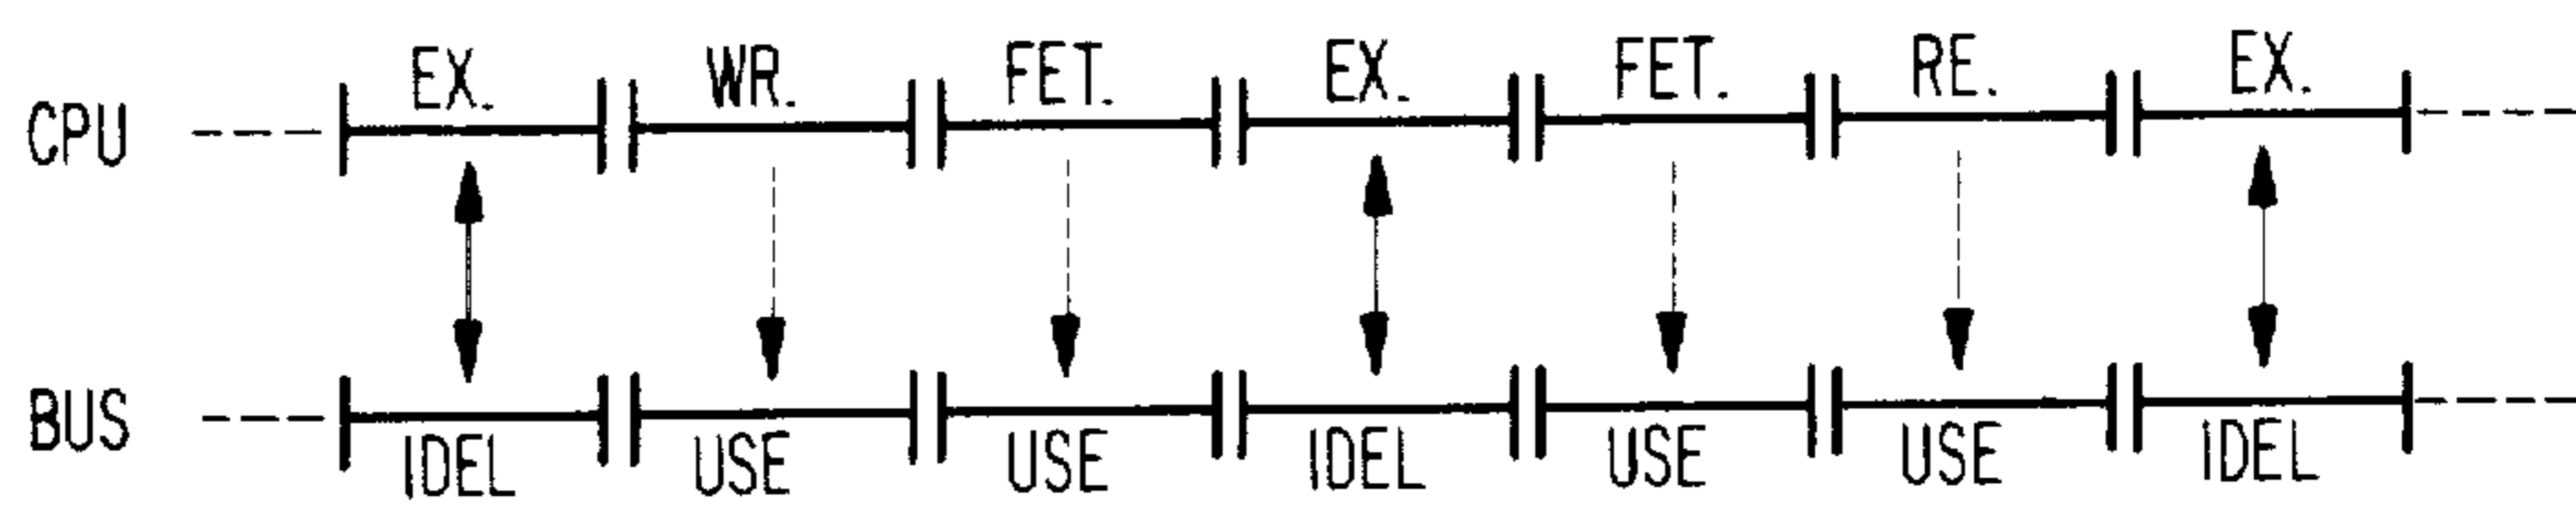 CPU EX. WR. FET. EX. FET. RE. EX.
BUS IDEL USE USE IDEL USE USE IDEL